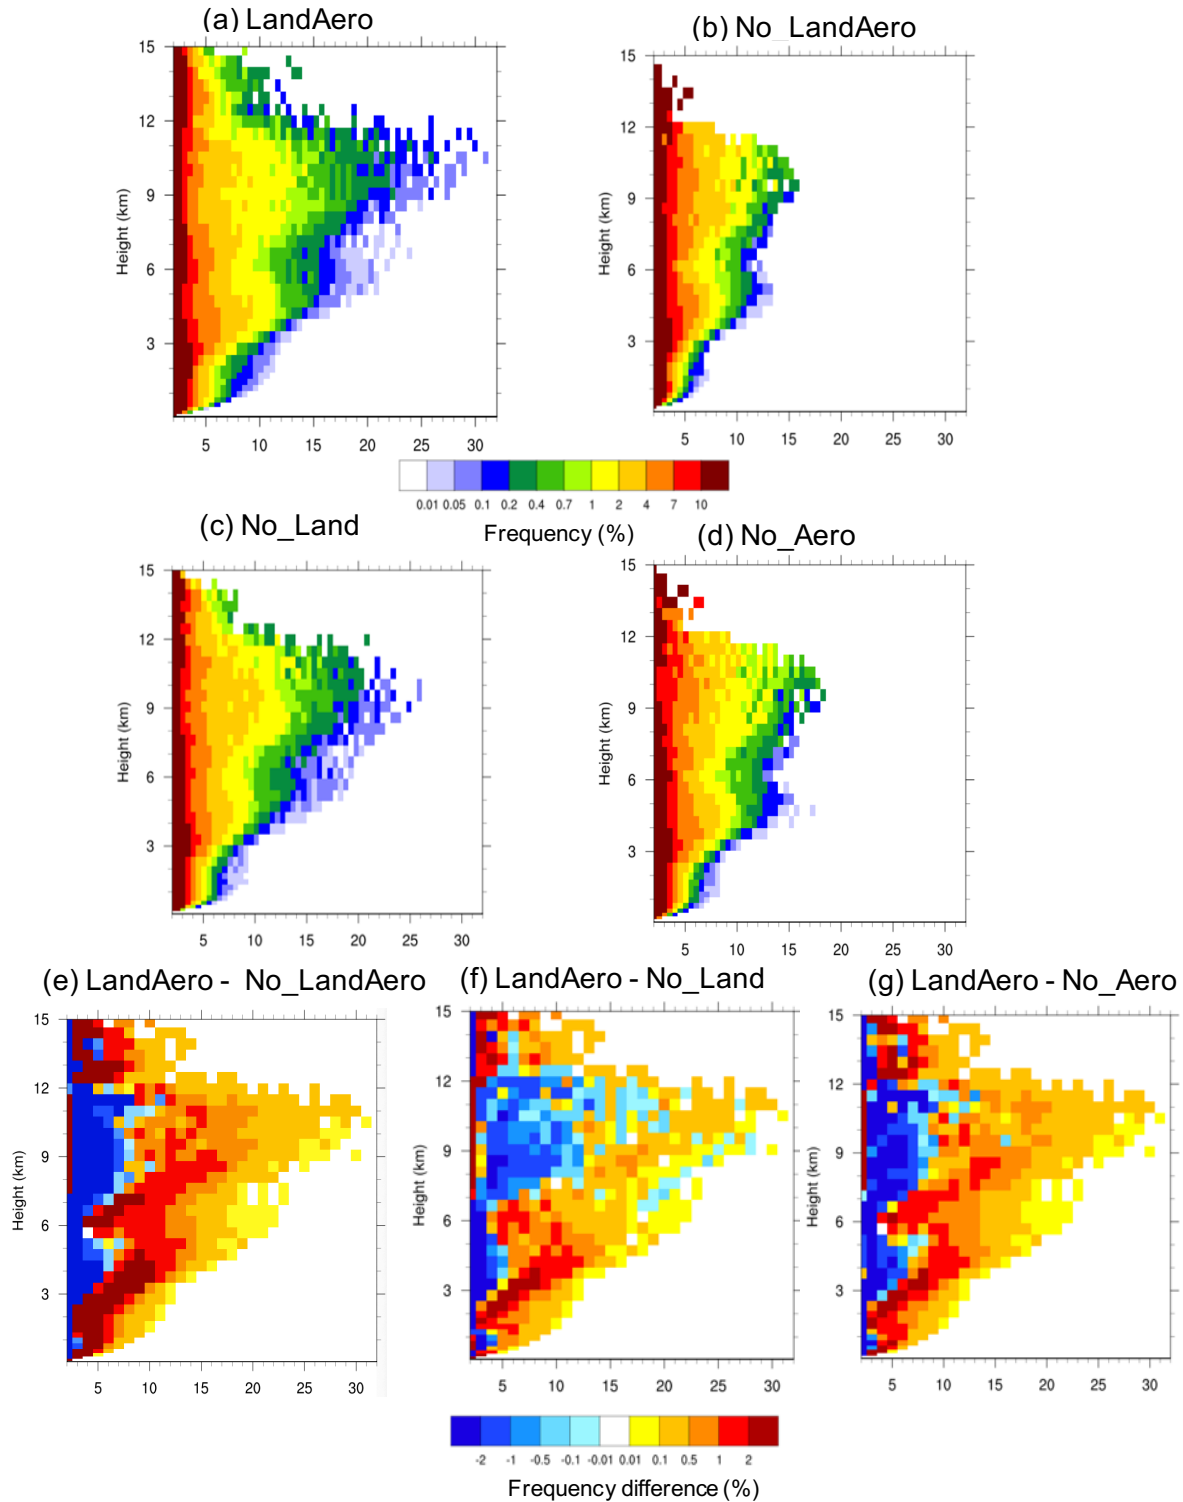 (a) LandAero
(b) No_LandAero
15
12
9
6
3
Height (km)
5 10 15 20 25 30
15
12
9
6
3
Height (km)
5 10 15 20 25 30
0.01 0.05 0.1 0.2 0.4 0.7 1 2 4 7 10
Frequency (%)
(c) No_Land
(d) No_Aero
15
12
9
6
3
Height (km)
5 10 15 20 25 30
15
12
9
6
3
Height (km)
5 10 15 20 25 30
(e) LandAero - No_LandAero
(f) LandAero - No_Land
(g) LandAero - No_Aero
15
12
9
6
3
Height (km)
5 10 15 20 25 30
15
12
9
6
3
Height (km)
5 10 15 20 25 30
15
12
9
6
3
Height (km)
5 10 15 20 25 30
-2 -1 -0.5 -0.1 -0.01 0.01 0.1 0.5 1 2
Frequency difference (%)